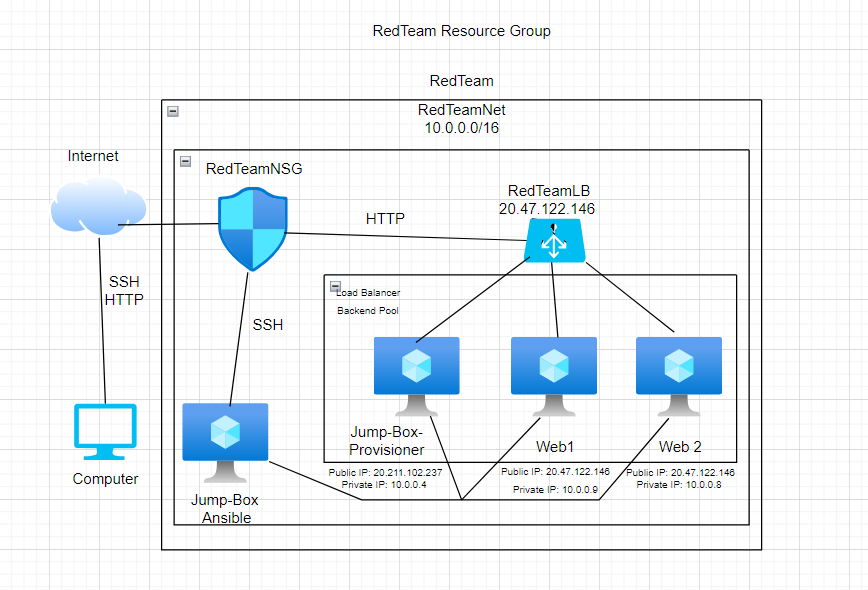 RedTeam Resource Group
RedTeam
RedTeamNet
10.0.0.0/16
Internet
RedTeamNSG
RedTeamLB
20.47.122.146
HTTP
SSH
HTTP
Load Balancer
Backend Pool
SSH
Jump-Box-
Provisioner
Web1
Web 2
Public IP: 20.211.102.237
Private IP: 10.0.0.4
Public IP: 20.47.122.146
Private IP: 10.0.0.9
Public IP: 20.47.122.146
Private IP: 10.0.0.8
Computer
Jump-Box
Ansible